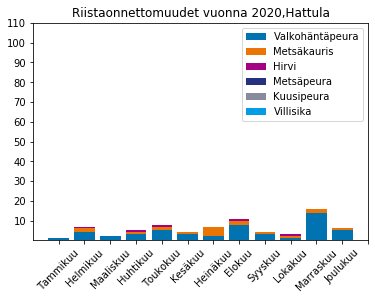 Riistaonnettomuudet vuonna 2020,Hattula
110
100
90
80
70
60
50
40
30
20
10
Valkohäntäpeura
Metsäkauris
Hirvi
Metsäpeura
Kuusipeura
Villisika
Tammikuu
Helmikuu
Maaliskuu
Huhtikuu
Toukokuu
Kesäkuu
Heinäkuu
Elokuu
Syyskuu
Lokakuu
Marraskuu
Joulukuu